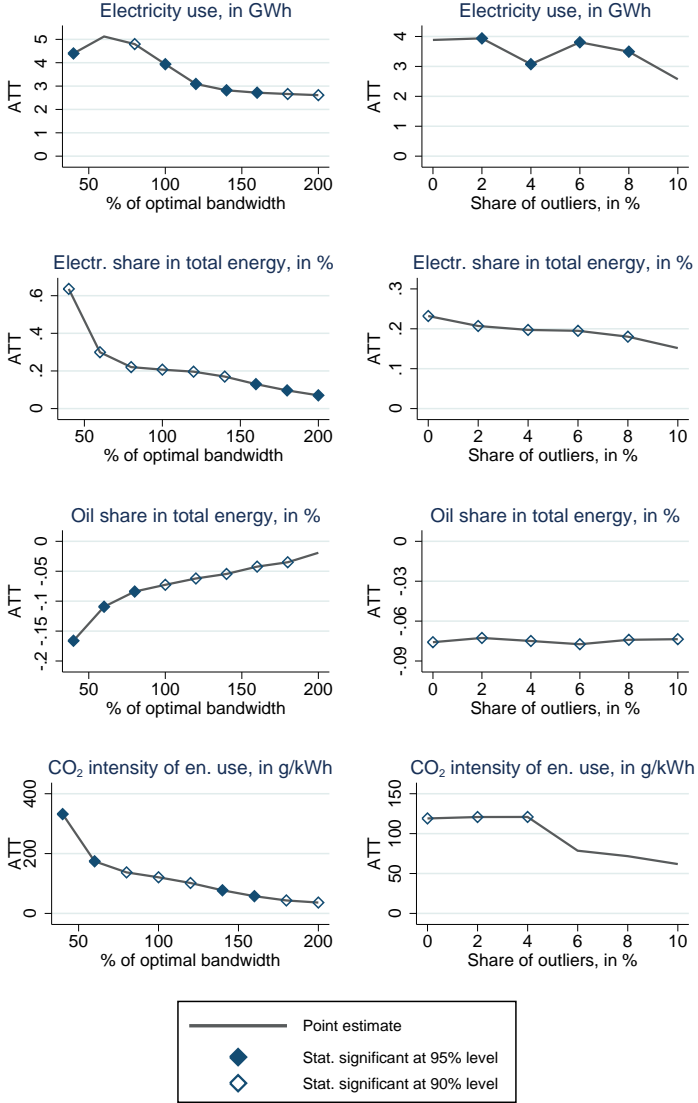 Electricity use, in GWh
ATT
0 1 2 3 4 5
50 100 150 200
% of optimal bandwidth
Electricity use, in GWh
ATT
0 1 2 3 4
0 2 4 6 8 10
Share of outliers, in %
Electr. share in total energy, in %
ATT
0 .2 .4 .6
50 100 150 200
% of optimal bandwidth
Electr. share in total energy, in %
ATT
0 .1 .2 .3
0 2 4 6 8 10
Share of outliers, in %
Oil share in total energy, in %
ATT
-.2 -.15 -.1 -.05 0
50 100 150 200
% of optimal bandwidth
Oil share in total energy, in %
ATT
-.09 -.06 -.03 0
0 2 4 6 8 10
Share of outliers, in %
CO₂ intensity of en. use, in g/kWh
ATT
0 200 400
50 100 150 200
% of optimal bandwidth
CO₂ intensity of en. use, in g/kWh
ATT
0 50 100 150
0 2 4 6 8 10
Share of outliers, in %
Point estimate
Stat. significant at 95% level
Stat. significant at 90% level